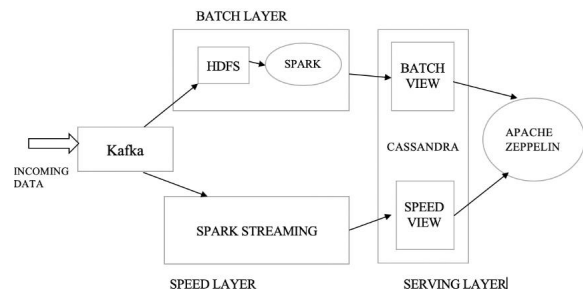 BATCH LAYER
HDFS
SPARK
BATCH
VIEW
Kafka
INCOMING
DATA
CASSANDRA
APACHE
ZEPPELIN
SPARK STREAMING
SPEED
VIEW
SPEED LAYER
SERVING LAYER